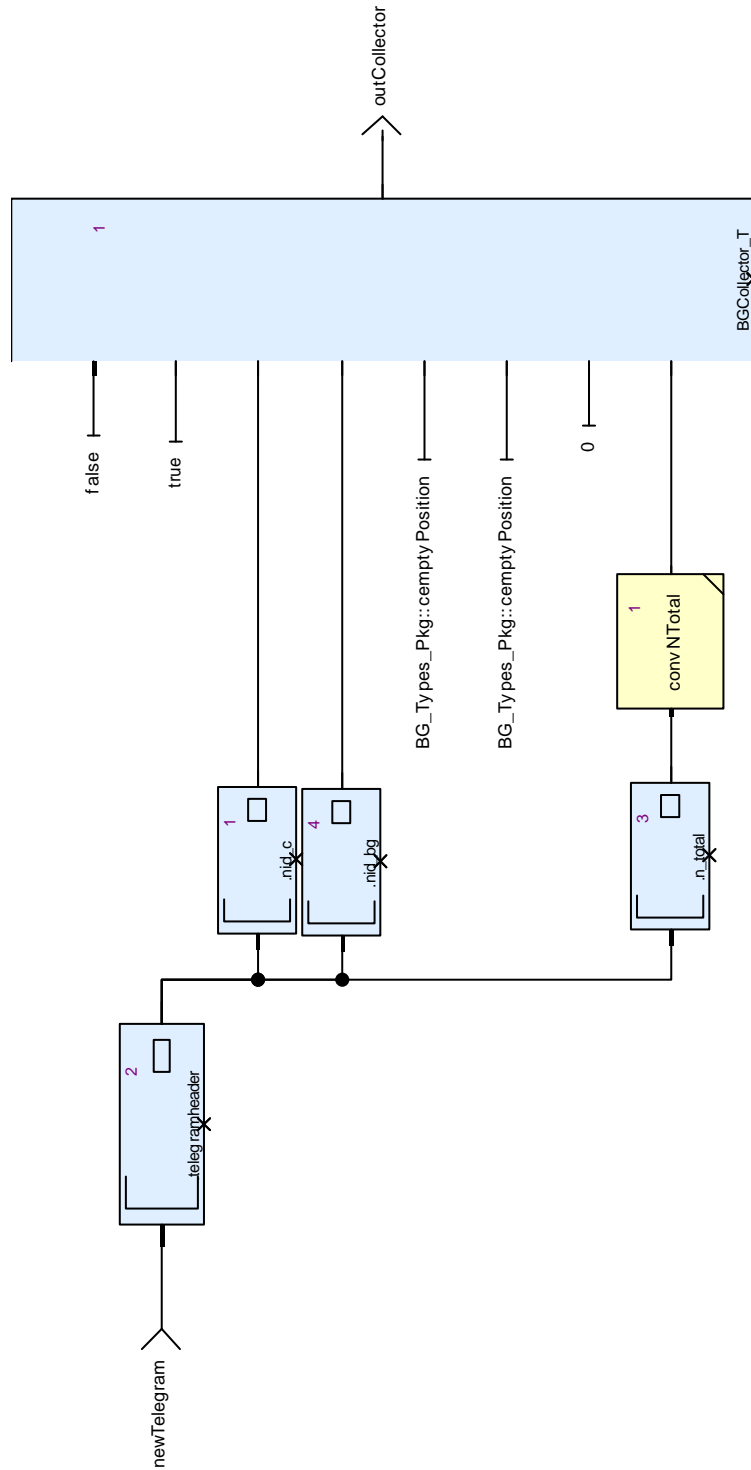 newTelegram
2
.telegramheader
1
.nid_c
4
.nid_bg
3
.n_total
1
convNTotal
false
true
BG_Types_Pkg::cemptyPosition
BG_Types_Pkg::cemptyPosition
0
1
BGCollector_T
outCollector